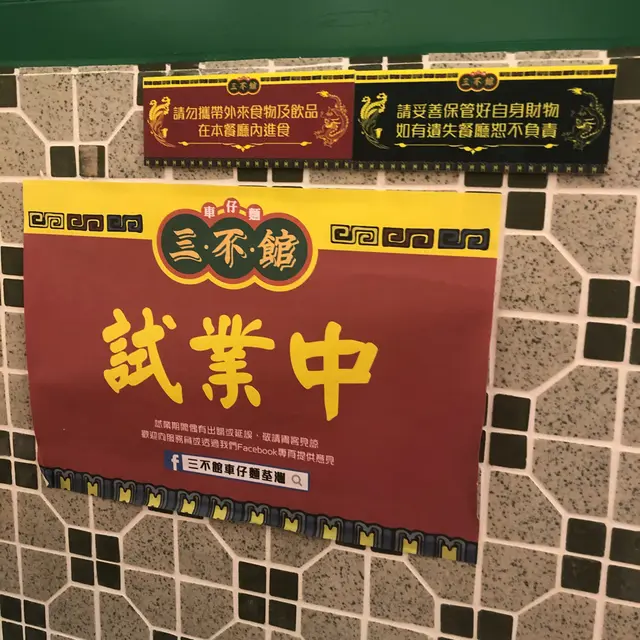 三不館
請勿攜帶外來食物及飲品
在本餐廳內進食
三不館
請妥善保管好自身財物
如有遺失餐廳恕不負責
車仔麵
三·不·館
試業中
試業期間偶有出錯或延誤、敬請貴客見諒
歡迎向服務員或透過我們Facebook專頁提供意見
f 三不館車仔麵荃灣